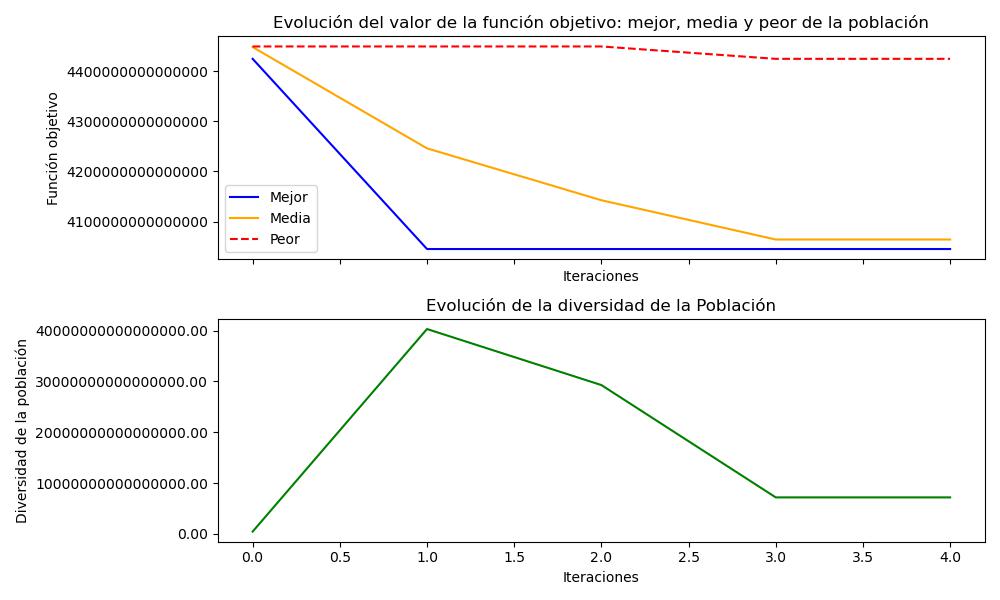 Evolución del valor de la función objetivo: mejor, media y peor de la población
Función objetivo
4400000000000000
4300000000000000
4200000000000000
4100000000000000
Mejor
Media
Peor
Iteraciones
Evolución de la diversidad de la Población
Diversidad de la población
40000000000000000.00
30000000000000000.00
20000000000000000.00
10000000000000000.00
0.00
0.0 0.5 1.0 1.5 2.0 2.5 3.0 3.5 4.0
Iteraciones